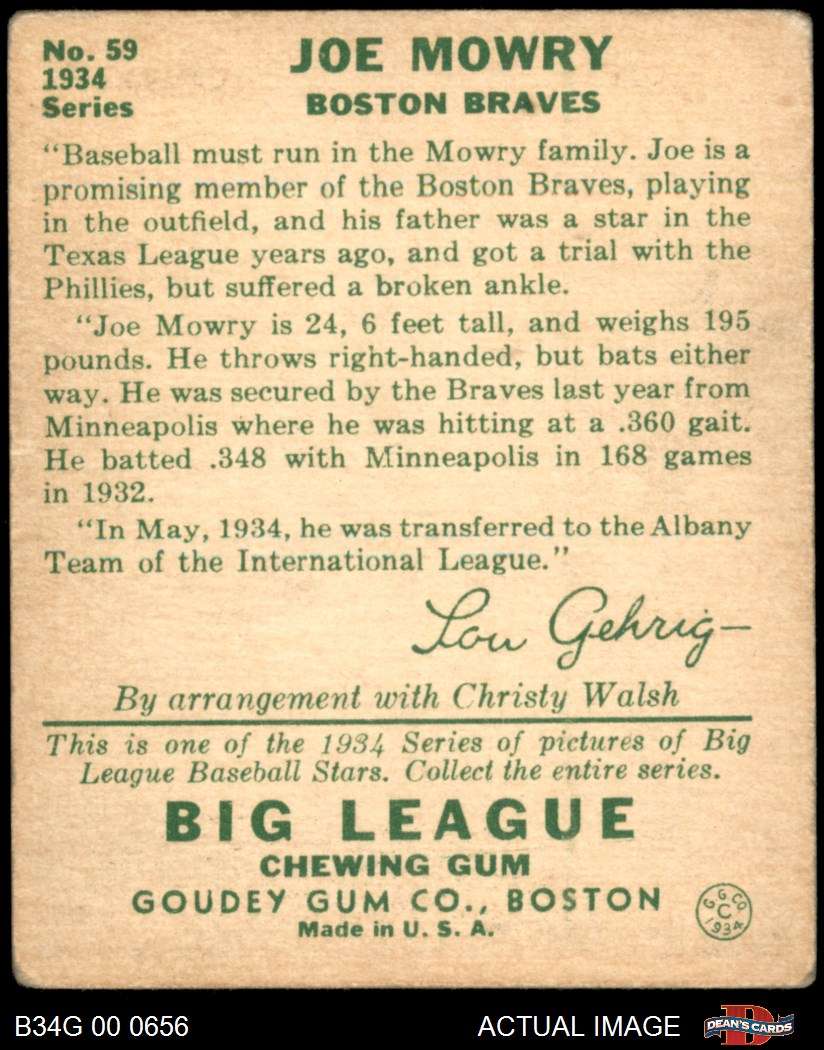 No. 59
1934
Series
JOE MOWRY
BOSTON BRAVES
“Baseball must run in the Mowry family. Joe is a
promising member of the Boston Braves, playing
in the outfield, and his father was a star in the
Texas League years ago, and got a trial with the
Phillies, but suffered a broken ankle.
“Joe Mowry is 24, 6 feet tall, and weighs 195
pounds. He throws right-handed, but bats either
way. He was secured by the Braves last year from
Minneapolis where he was hitting at a .360 gait.
He batted .348 with Minneapolis in 168 games
in 1932.
“In May, 1934, he was transferred to the Albany
Team of the International League.”
Lou Gehrig—
By arrangement with Christy Walsh
This is one of the 1934 Series of pictures of Big
League Baseball Stars. Collect the entire series.
BIG LEAGUE
CHEWING GUM
GOUDEY GUM CO., BOSTON
Made in U. S. A.
G. G. CO
C
1934
B34G 00 0656
ACTUAL IMAGE
D
DEAN'S CARDS